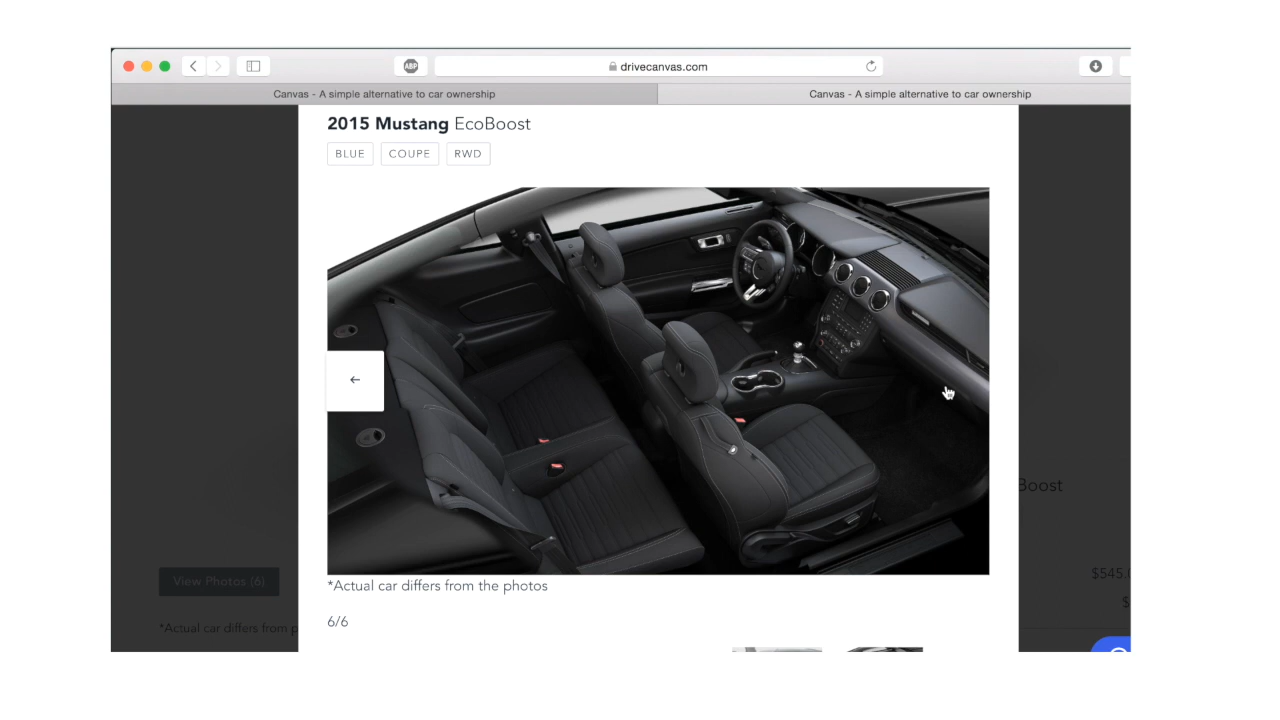 ABP
drivecanvas.com
Canvas - A simple alternative to car ownership
Canvas - A simple alternative to car ownership
2015 Mustang EcoBoost
BLUE
COUPE
RWD
Boost
View Photos (6)
$545.
*Actual car differs from the photos
$
6/6
*Actual car differs from p